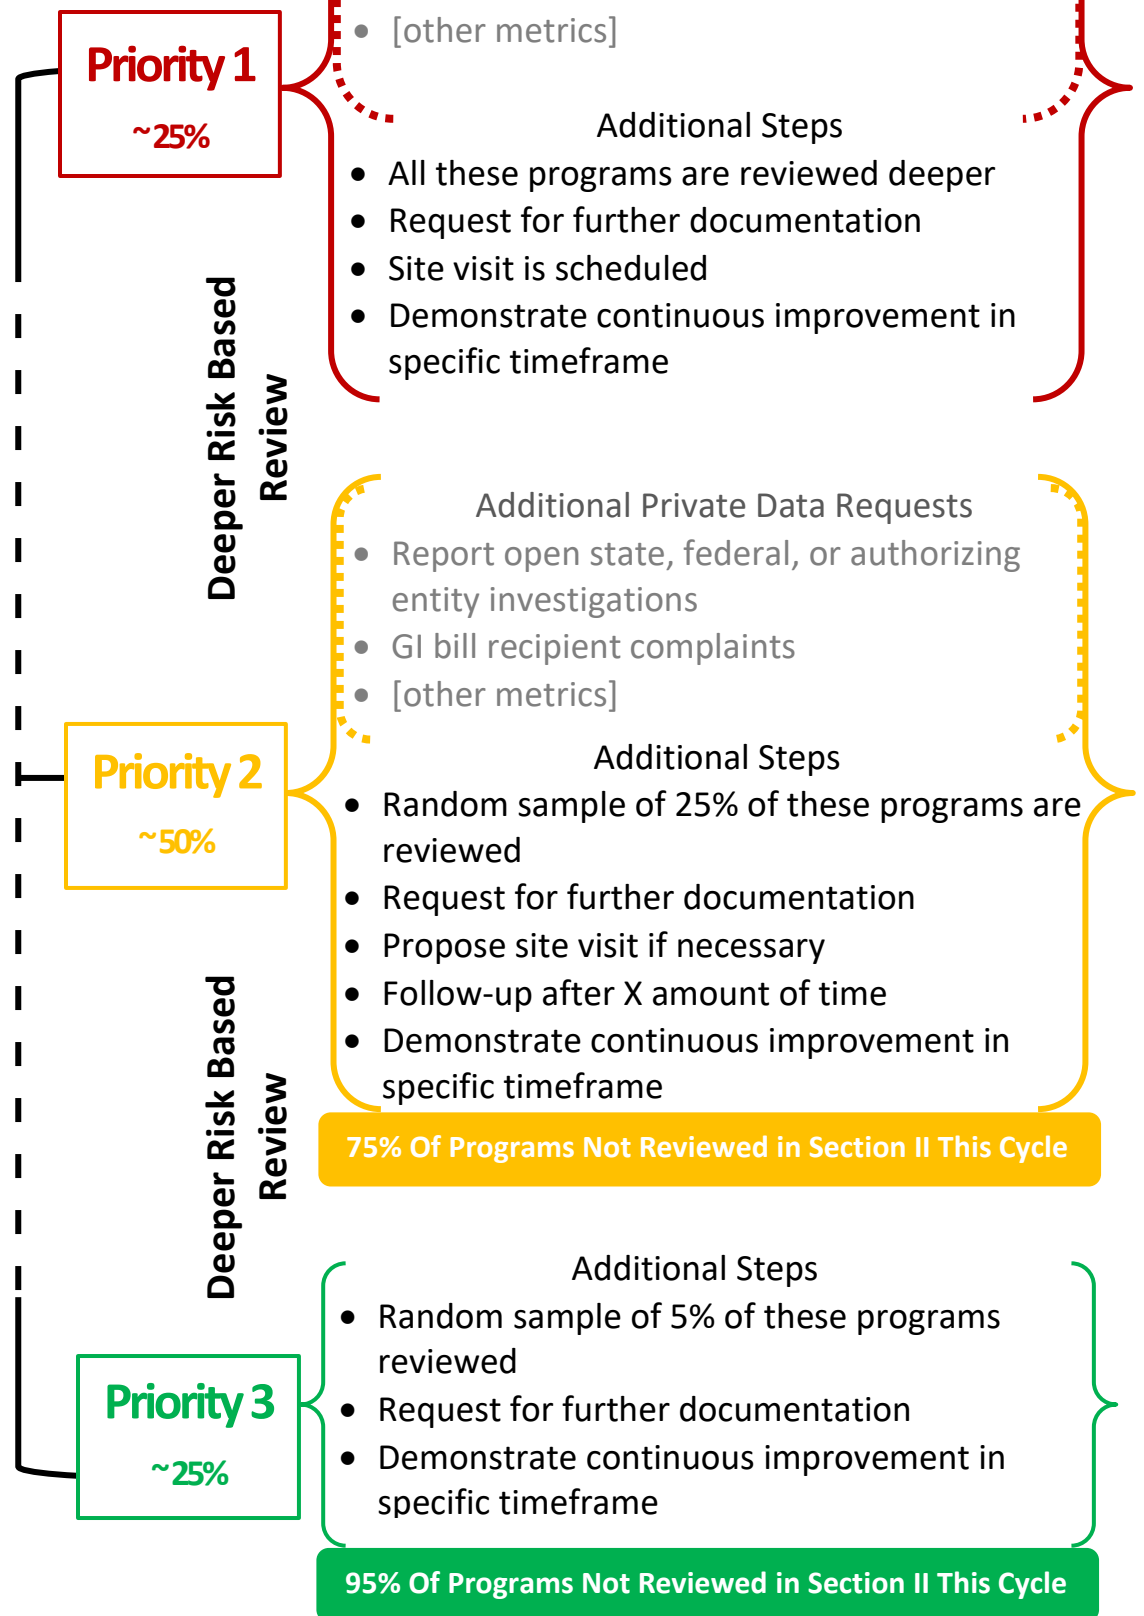 • [other metrics]
Priority 1
~25%
Additional Steps
• All these programs are reviewed deeper
• Request for further documentation
• Site visit is scheduled
• Demonstrate continuous improvement in
specific timeframe
Deeper Risk Based
Review
Additional Private Data Requests
• Report open state, federal, or authorizing
entity investigations
• GI bill recipient complaints
• [other metrics]
Priority 2
~50%
Additional Steps
• Random sample of 25% of these programs are
reviewed
• Request for further documentation
• Propose site visit if necessary
• Follow-up after X amount of time
• Demonstrate continuous improvement in
specific timeframe
75% Of Programs Not Reviewed in Section II This Cycle
Deeper Risk Based
Review
Additional Steps
• Random sample of 5% of these programs
reviewed
• Request for further documentation
• Demonstrate continuous improvement in
specific timeframe
Priority 3
~25%
95% Of Programs Not Reviewed in Section II This Cycle